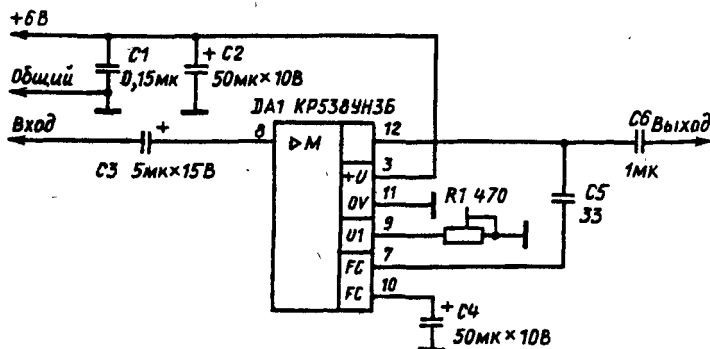 +6В
C1
0,15мк
+ C2
50мк×10В
Общий
DA1 КР538УН3Б
Вход
+
C3 5мк×15В
8
▷M
12
+U
3
0V
11
U1
9
FC
7
FC
10
R1 470
C6
Выход
1мк
C5
33
+ C4
50мк×10В